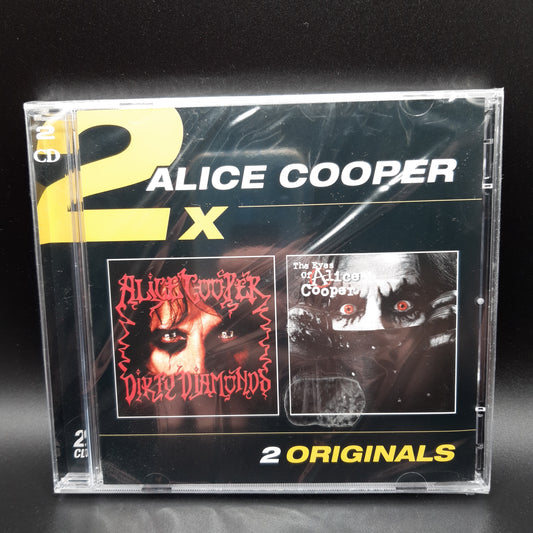 2
CD
2
ALICE COOPER
X
ALICE COOPER
DIRTY DIAMONDS
The Eyes
Of Alice
Cooper
2
CD
2 ORIGINALS